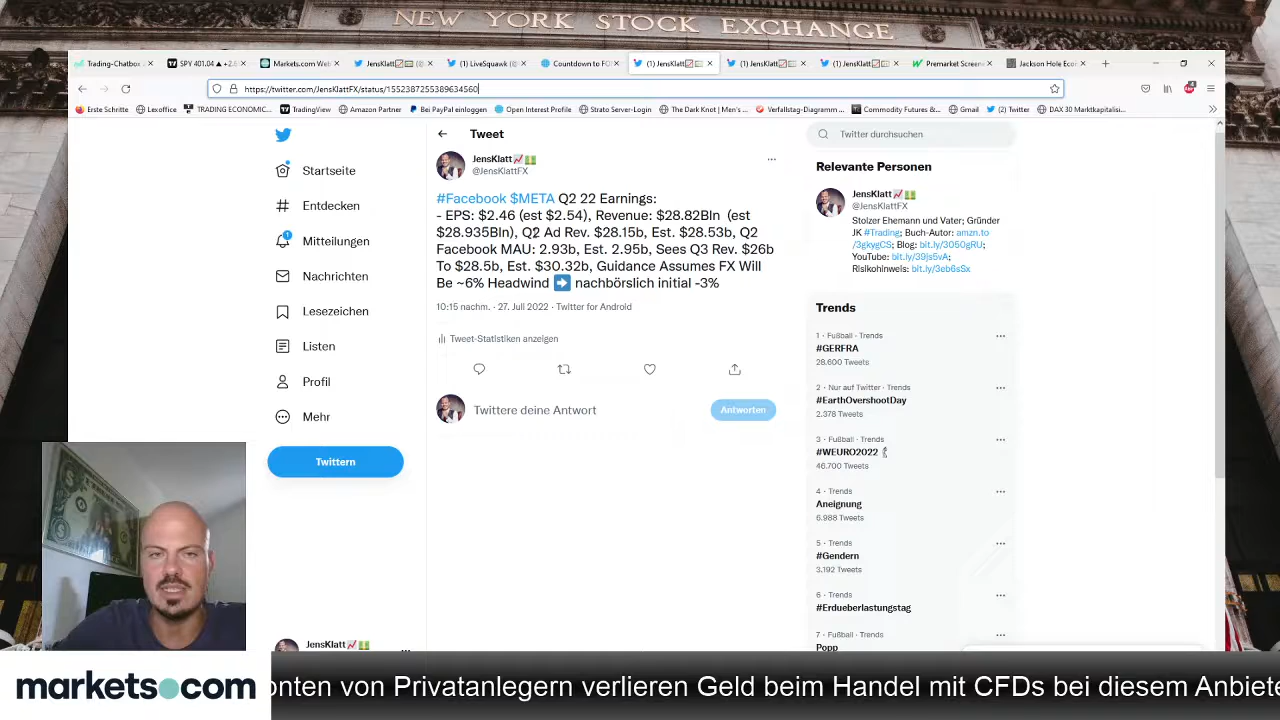 NEW YORK STOCK EXCHANGE
Trading-Chatbox
SPY 401.04 ▲ +2.6
Markets.com Web
JensKlatt
LiveSquawk
Countdown to FO
(1) JensKlatt
(1) JensKlatt
(1) JensKlatt
Premarket Screen
Jackson Hole Eco
https://twitter.com/JensKlattFX/status/1552387255389634560
Erste Schritte
Lexoffice
TRADING ECONOMIC...
TradingView
Amazon Partner
Bei PayPal einloggen
Open Interest Profile
Strato Server-Login
The Dark Knot | Men's ...
Verfallstag-Diagramm ...
Commodity Futures &...
Gmail
(2) Twitter
DAX 30 Marktkapitalisi...
Startseite
Entdecken
1
Mitteilungen
Nachrichten
Lesezeichen
Listen
Profil
Mehr
Twittern
JensKlatt📈💵
Tweet
JensKlatt📈💵
@JensKlattFX
#Facebook $META Q2 22 Earnings:
- EPS: $2.46 (est $2.54), Revenue: $28.82Bln (est
$28.935Bln), Q2 Ad Rev. $28.15b, Est. $28.53b, Q2
Facebook MAU: 2.93b, Est. 2.95b, Sees Q3 Rev. $26b
To $28.5b, Est. $30.32b, Guidance Assumes FX Will
Be ~6% Headwind ➡ nachbörslich initial -3%
10:15 nachm. · 27. Juli 2022 · Twitter for Android
Tweet-Statistiken anzeigen
Twittere deine Antwort
Antworten
Twitter durchsuchen
Relevante Personen
JensKlatt📈💵
@JensKlattFX
Stolzer Ehemann und Vater; Gründer
JK #Trading; Buch-Autor: amzn.to
/3gkygCS; Blog: bit.ly/3050gRU;
YouTube: bit.ly/39js5vA;
Risikohinweis: bit.ly/3eb6sSx
Trends
1 · Fußball · Trends
#GERFRA
28.600 Tweets
2 · Nur auf Twitter · Trends
#EarthOvershootDay
2.378 Tweets
3 · Fußball · Trends
#WEURO2022
46.700 Tweets
4 · Trends
Aneignung
6.988 Tweets
5 · Trends
#Gendern
3.192 Tweets
6 · Trends
#Erdueberlastungstag
7 · Fußball · Trends
Popp
markets.com
onten von Privatanlegern verlieren Geld beim Handel mit CFDs bei diesem Anbiete